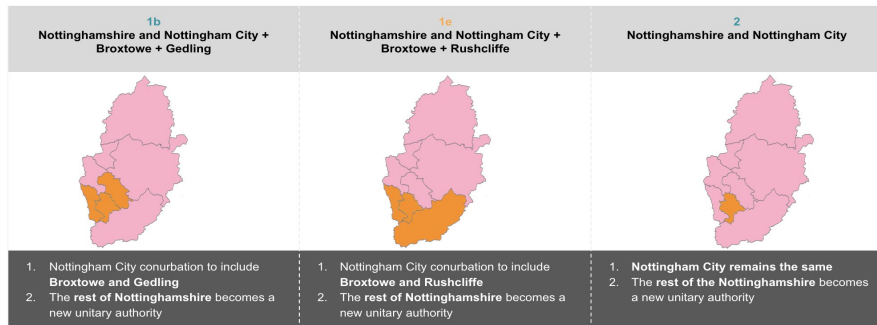 1b
Nottinghamshire and Nottingham City +
Broxtowe + Gedling
1e
Nottinghamshire and Nottingham City +
Broxtowe + Rushcliffe
2
Nottinghamshire and Nottingham City
1. Nottingham City conurbation to include
Broxtowe and Gedling
2. The rest of Nottinghamshire becomes a
new unitary authority
1. Nottingham City conurbation to include
Broxtowe and Rushcliffe
2. The rest of Nottinghamshire becomes a
new unitary authority
1. Nottingham City remains the same
2. The rest of the Nottinghamshire becomes
a new unitary authority